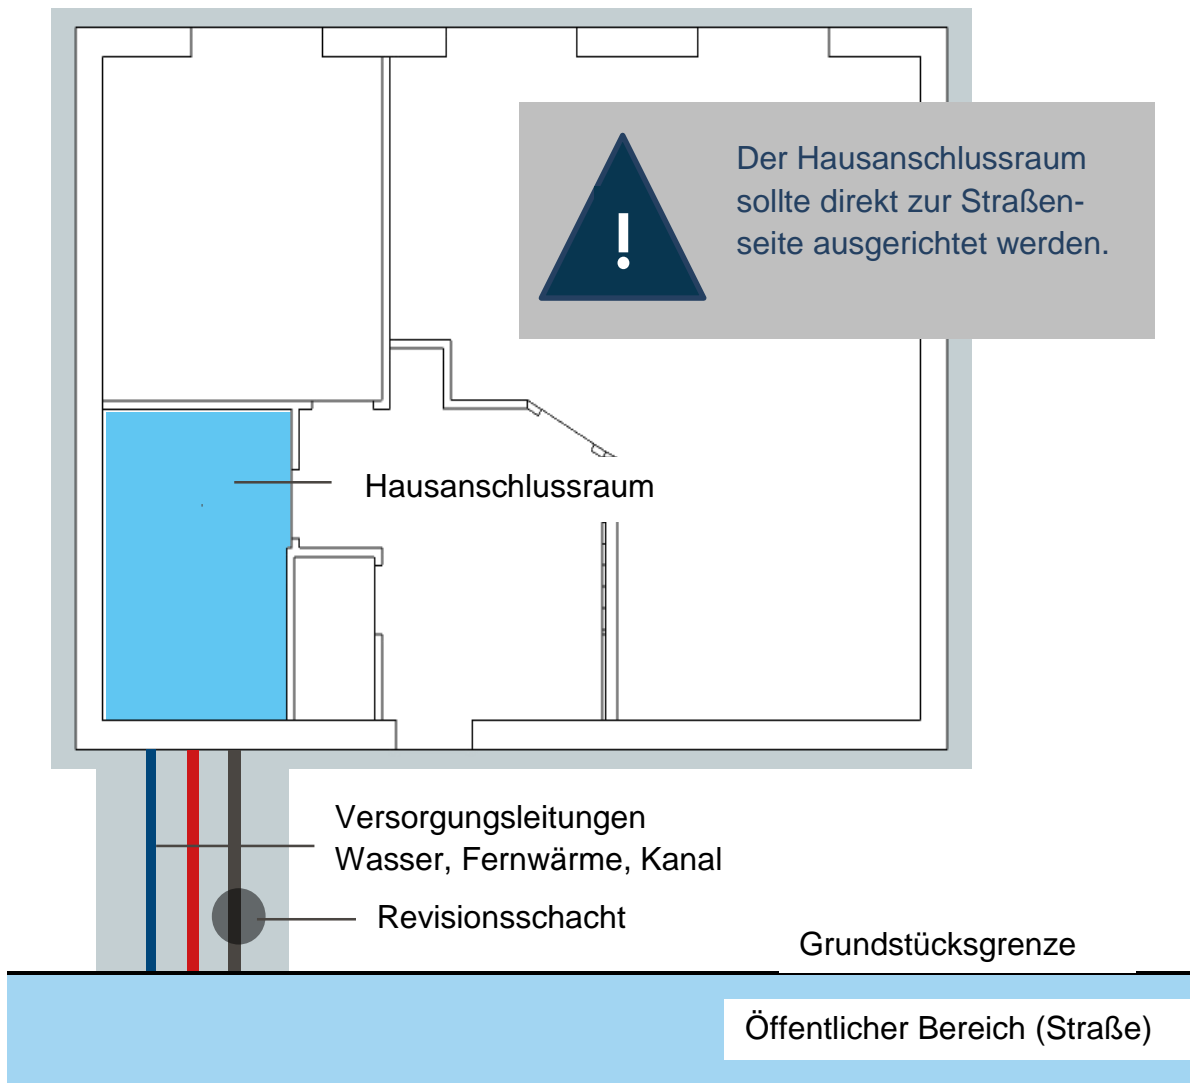 Der Hausanschlussraum
sollte direkt zur Straßen-
seite ausgerichtet werden.
!
Hausanschlussraum
Versorgungsleitungen
Wasser, Fernwärme, Kanal
Revisionsschacht
Grundstücksgrenze
Öffentlicher Bereich (Straße)